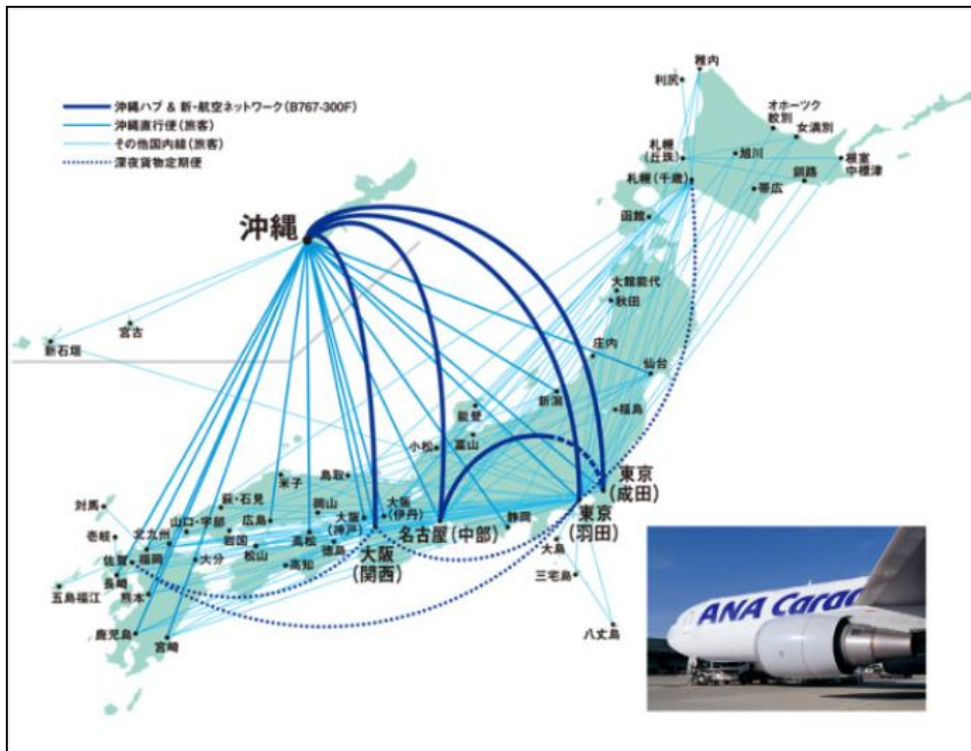 沖縄ハブ & 新・航空ネットワーク(B767-300F)
沖縄直行便(旅客)
その他国内線(旅客)
深夜貨物定期便
稚内
利尻
オホーツク
紋別
女満別
札幌
(丘珠)
旭川
根室
中標津
札幌(千歳)
釧路
帯広
函館
沖縄
大館能代
秋田
宮古
新石垣
庄内
仙台
新潟
福島
能登
富山
小松
東京
(成田)
米子
鳥取
萩・石見
岡山
大阪
(伊丹)
対馬
山口・宇部
広島
大阪
(神戸)
名古屋(中部)
静岡
東京
(羽田)
壱岐
北九州
岩国
高松
大阪
(関西)
松山
徳島
大島
佐賀
福岡
大分
高知
三宅島
長崎
五島福江
熊本
八丈島
鹿児島
宮崎
ANA Cargo